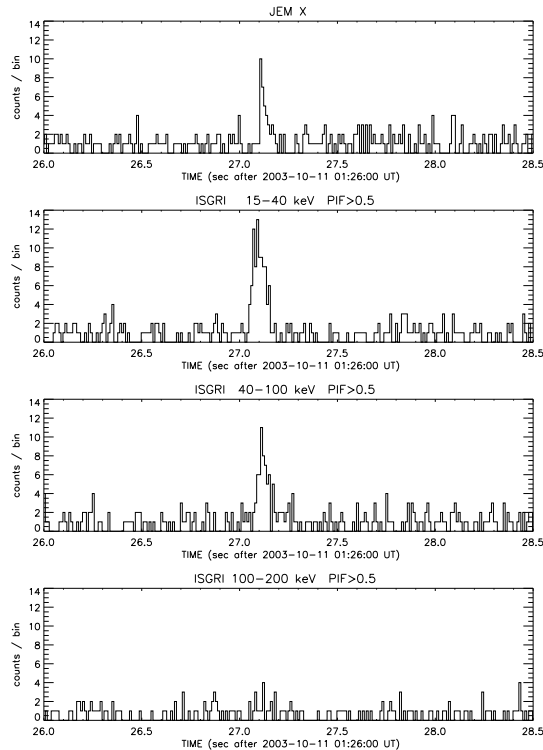 JEM X
14
12
10
8
6
4
2
0
counts / bin
26.0 26.5 27.0 27.5 28.0 28.5
TIME (sec after 2003-10-11 01:26:00 UT)
ISGRI 15-40 keV PIF>0.5
14
12
10
8
6
4
2
0
counts / bin
26.0 26.5 27.0 27.5 28.0 28.5
TIME (sec after 2003-10-11 01:26:00 UT)
ISGRI 40-100 keV PIF>0.5
14
12
10
8
6
4
2
0
counts / bin
26.0 26.5 27.0 27.5 28.0 28.5
TIME (sec after 2003-10-11 01:26:00 UT)
ISGRI 100-200 keV PIF>0.5
14
12
10
8
6
4
2
0
counts / bin
26.0 26.5 27.0 27.5 28.0 28.5
TIME (sec after 2003-10-11 01:26:00 UT)